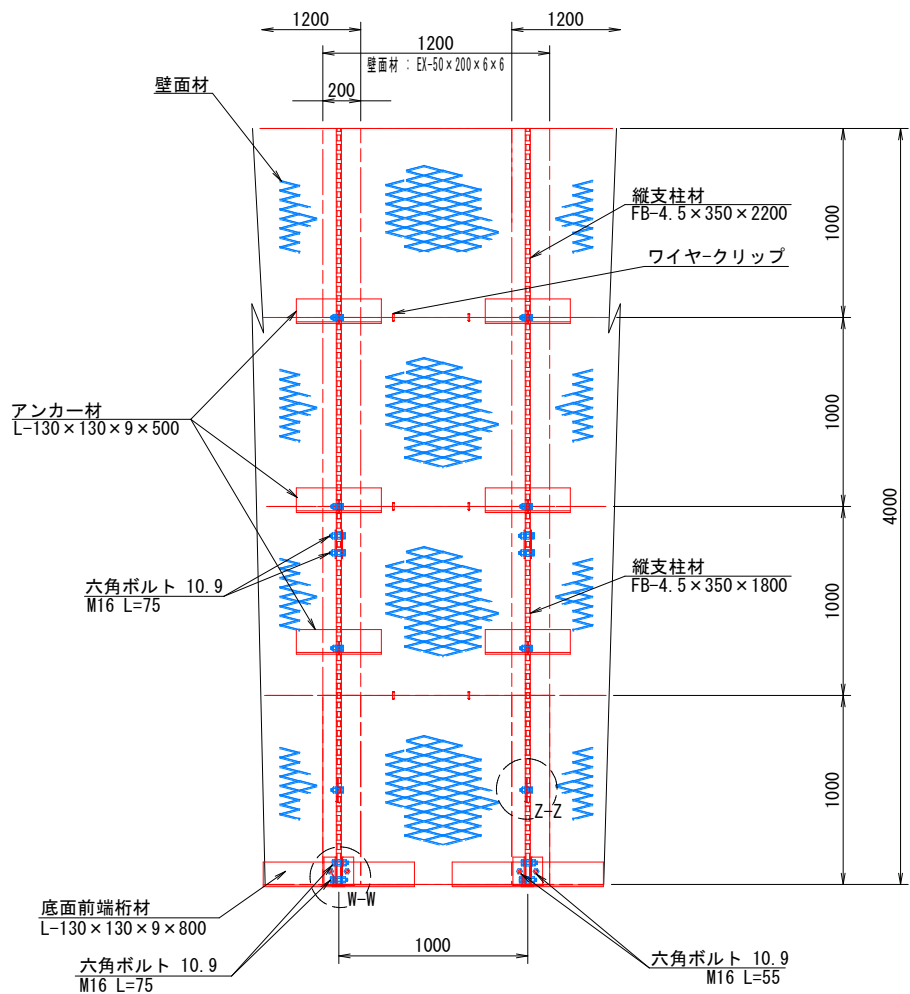 1200
1200
1200
壁面材 : EX-50×200×6×6
壁面材
200
縦支柱材
FB-4.5×350×2200
1000
ワイヤ-クリップ
アンカー材
L-130×130×9×500
1000
4000
六角ボルト 10.9
M16 L=75
縦支柱材
FB-4.5×350×1800
1000
Z-Z
1000
W-W
底面前端桁材
L-130×130×9×800
1000
六角ボルト 10.9
M16 L=75
六角ボルト 10.9
M16 L=55